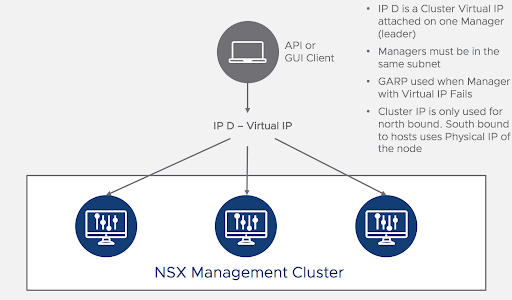 • IP D is a Cluster Virtual IP
attached on one Manager
(leader)
• Managers must be in the
same subnet
• GARP used when Manager
with Virtual IP Fails
• Cluster IP is only used for
north bound. South bound
to hosts uses Physical IP of
the node
API or
GUI Client
IP D – Virtual IP
NSX Management Cluster